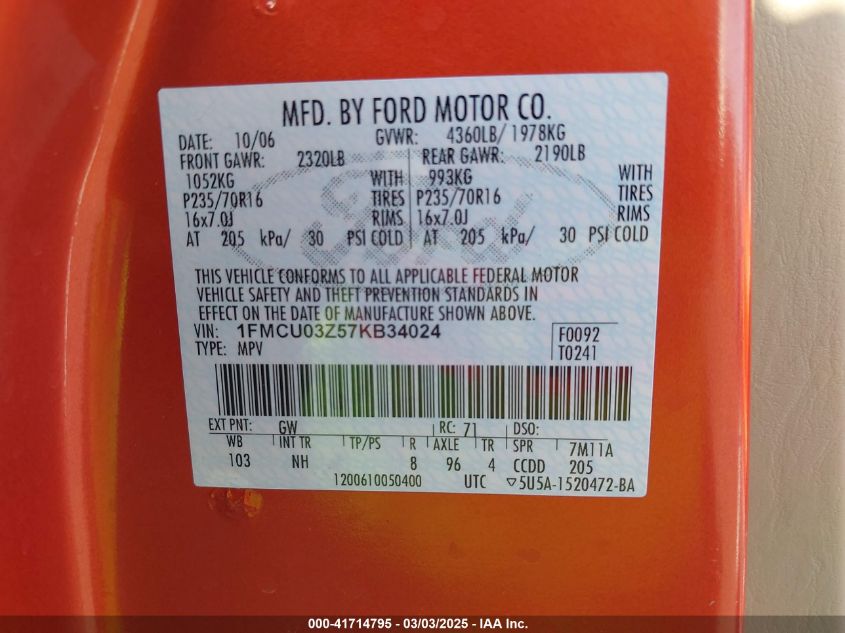 MFD. BY FORD MOTOR CO.
DATE: 10/06 GVWR: 4360LB/ 1978KG
FRONT GAWR: 2320LB REAR GAWR: 2190LB
1052KG WITH 993KG WITH
P235/70R16 TIRES P235/70R16 TIRES
16x7.0J RIMS 16x7.0J RIMS
AT 205 kPa/ 30 PSI COLD AT 205 kPa/ 30 PSI COLD
Ford
THIS VEHICLE CONFORMS TO ALL APPLICABLE FEDERAL MOTOR
VEHICLE SAFETY AND THEFT PREVENTION STANDARDS IN
EFFECT ON THE DATE OF MANUFACTURE SHOWN ABOVE.
VIN: 1FMCU03Z57KB34024 F0092
TYPE: MPV T0241
EXT PNT: GW RC: 71 DSO:
WB INT TR TP/PS R AXLE TR SPR 7M11A
103 NH 8 96 4 CCDD 205
1200610050400 UTC ▽5U5A-1520472-BA
000-41714795 - 03/03/2025 - IAA Inc.